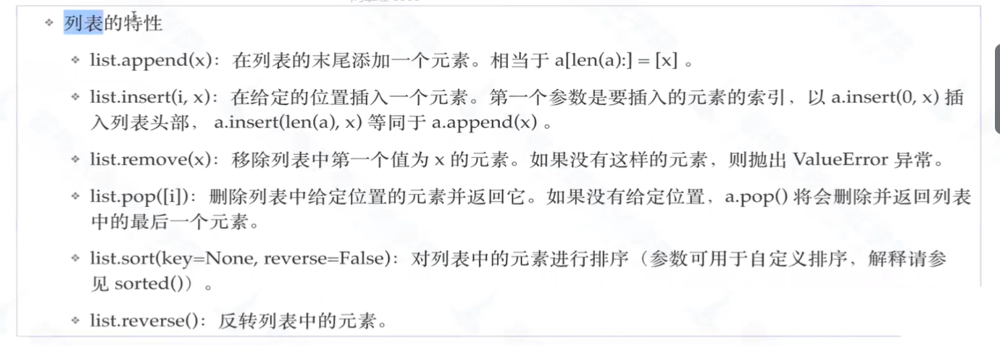 列表的特性
list.append(x)：在列表的末尾添加一个元素。相当于 a[len(a):] = [x] 。
list.insert(i, x)：在给定的位置插入一个元素。第一个参数是要插入的元素的索引，以 a.insert(0, x) 插
入列表头部， a.insert(len(a), x) 等同于 a.append(x) 。
list.remove(x)：移除列表中第一个值为 x 的元素。如果没有这样的元素，则抛出 ValueError 异常。
list.pop([i])：删除列表中给定位置的元素并返回它。如果没有给定位置，a.pop() 将会删除并返回列表
中的最后一个元素。
list.sort(key=None, reverse=False)：对列表中的元素进行排序（参数可用于自定义排序，解释请参
见 sorted()）。
list.reverse()：反转列表中的元素。